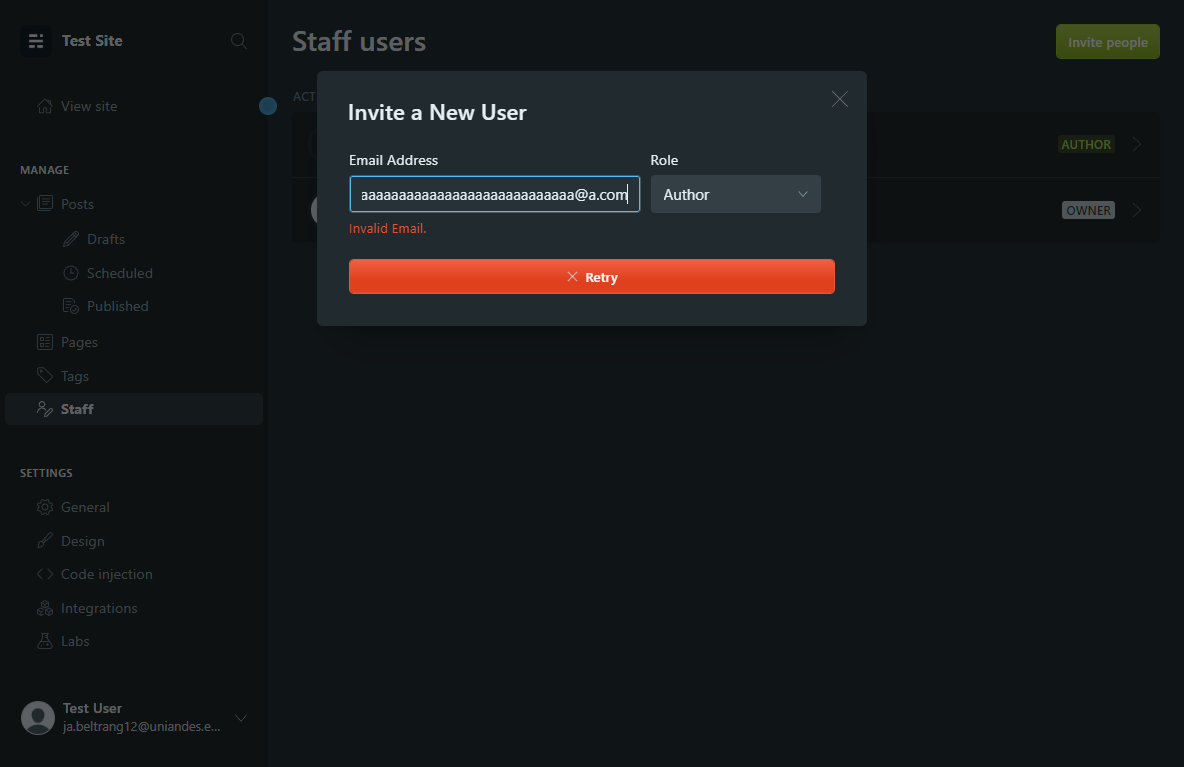 Test Site
View site
MANAGE
Posts
Drafts
Scheduled
Published
Pages
Tags
Staff
SETTINGS
General
Design
Code injection
Integrations
Labs
Test User
ja.beltrang12@uniandes.e...
Staff users
Invite people
ACT
AUTHOR
OWNER
Invite a New User
Email Address
Role
aaaaaaaaaaaaaaaaaaaaaaaaaaaa@a.com
Author
Invalid Email.
Retry